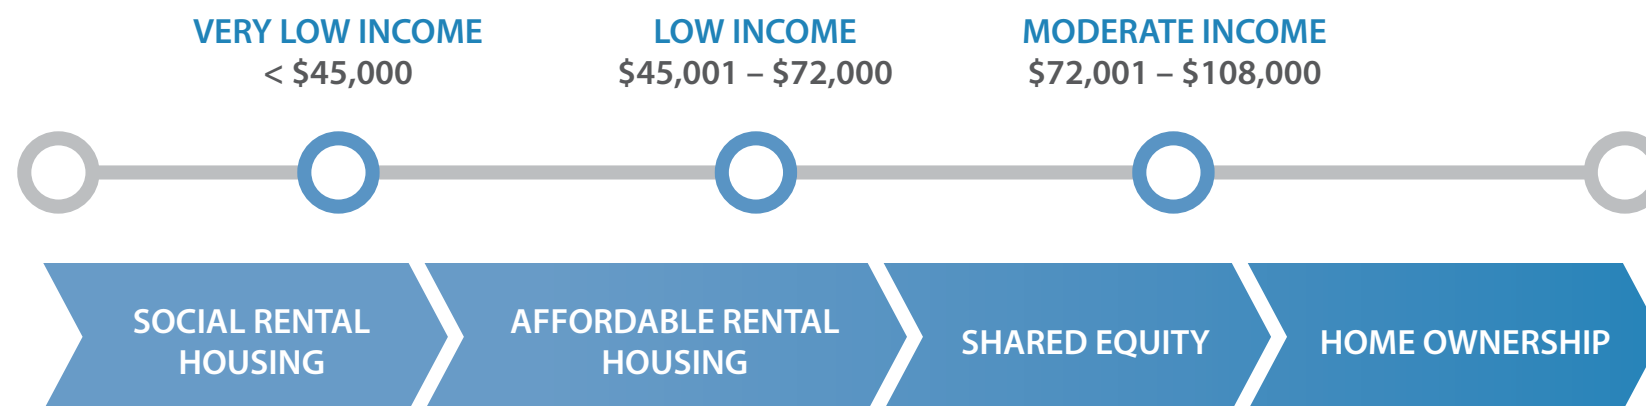 VERY LOW INCOME
< $45,000
LOW INCOME
$45,001 – $72,000
MODERATE INCOME
$72,001 – $108,000
SOCIAL RENTAL
HOUSING
AFFORDABLE RENTAL
HOUSING
SHARED EQUITY
HOME OWNERSHIP